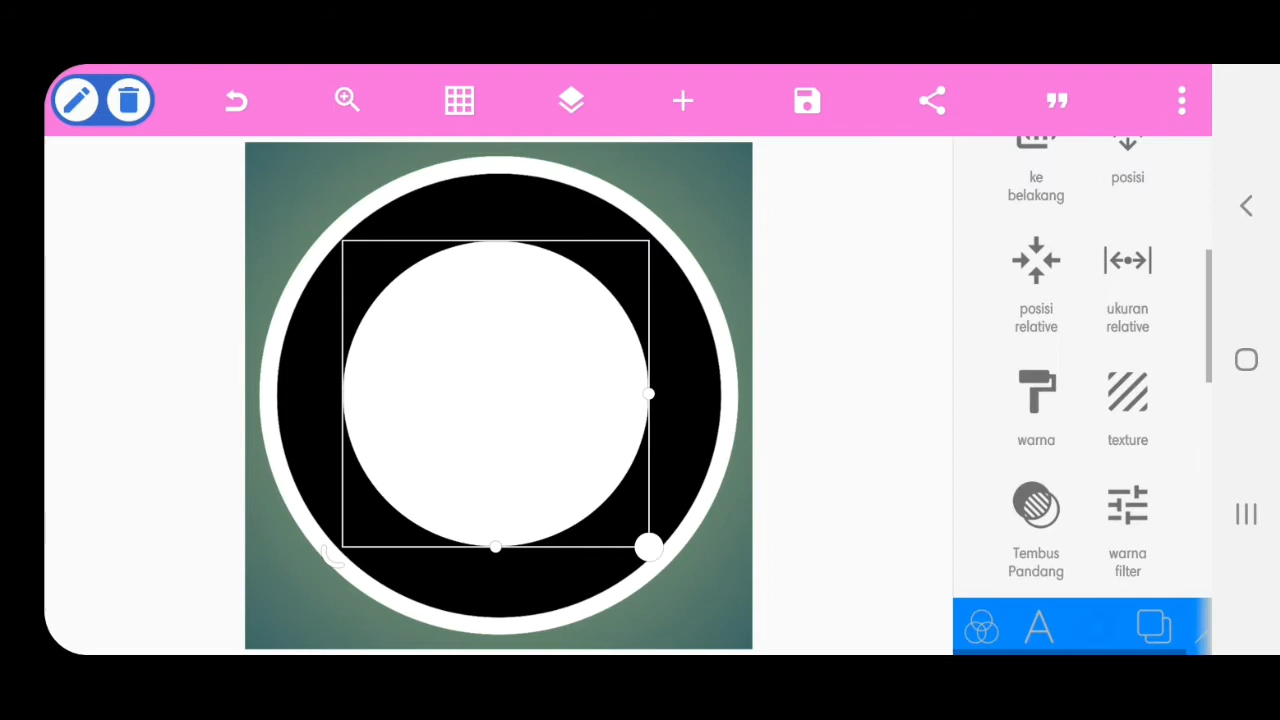 ke
belakang
posisi
posisi
relative
ukuran
relative
warna
texture
Tembus
Pandang
warna
filter
A